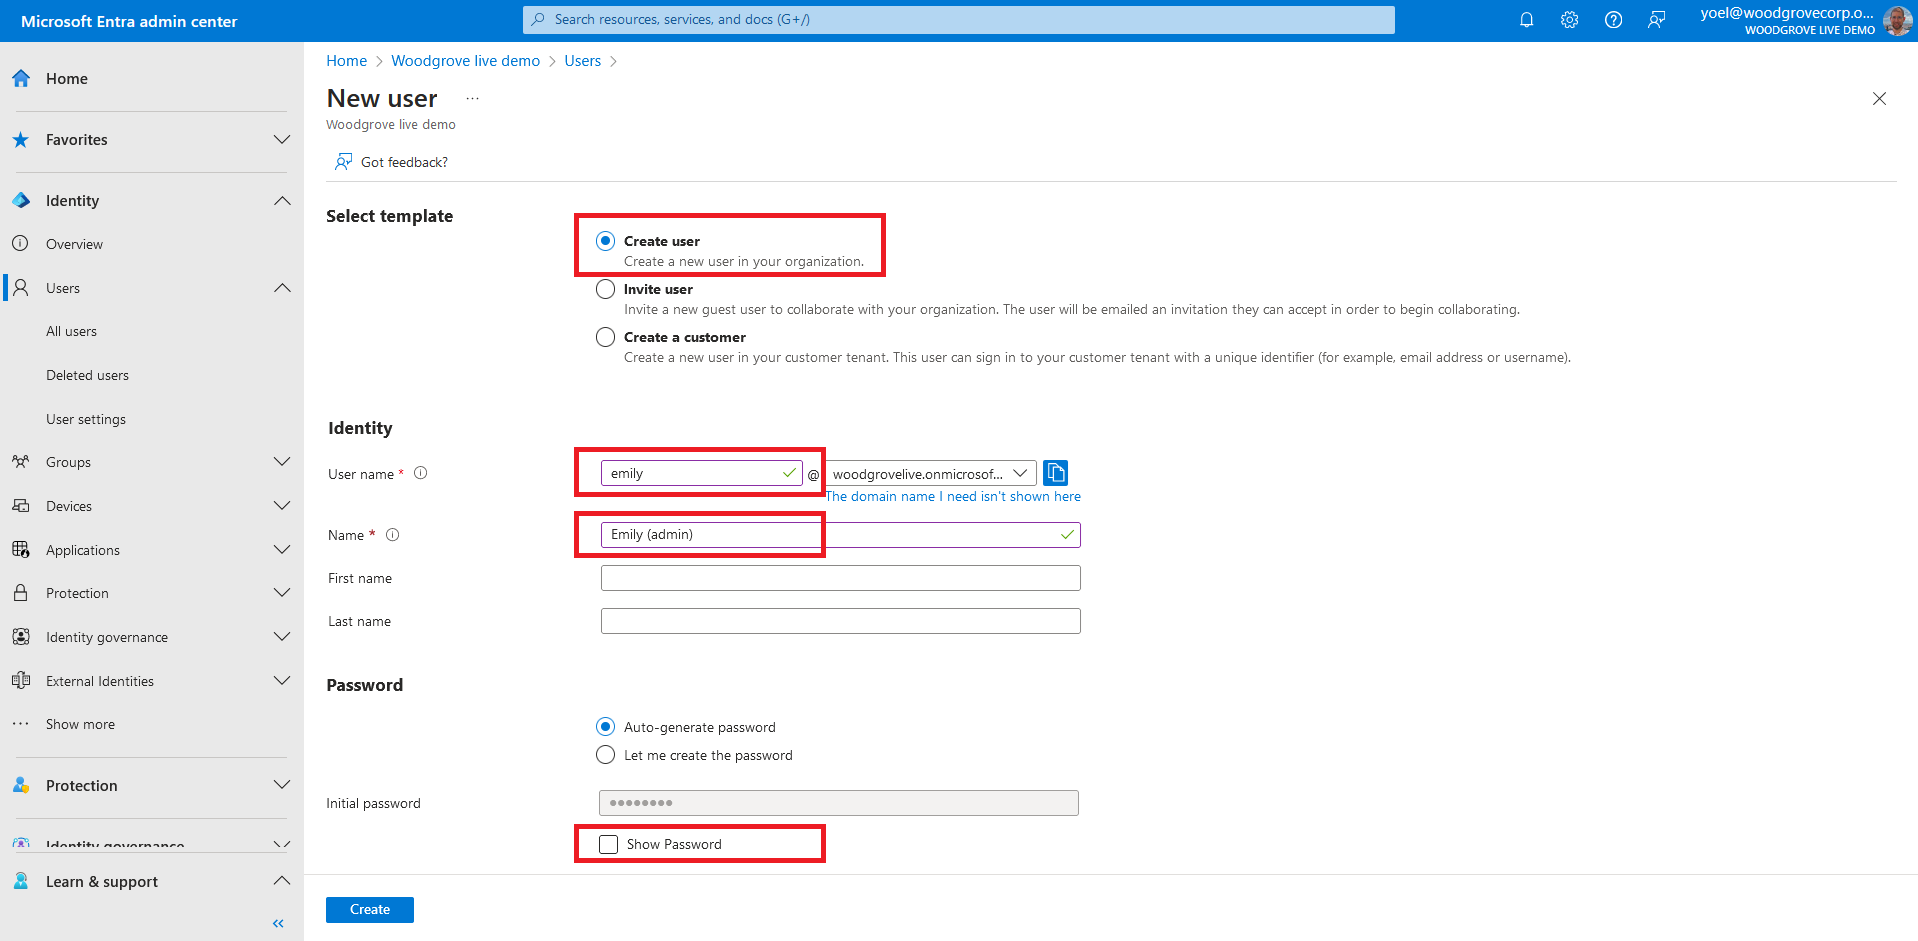 Microsoft Entra admin center
Search resources, services, and docs (G+/)
yoel@woodgrovecorp.o...
WOODGROVE LIVE DEMO
Home
Favorites
Identity
Overview
Users
All users
Deleted users
User settings
Groups
Devices
Applications
Protection
Identity governance
External Identities
Show more
Protection
Identity governance
Learn & support
Home > Woodgrove live demo > Users >
New user ...
Woodgrove live demo
Got feedback?
Select template
Create user
Create a new user in your organization.
Invite user
Invite a new guest user to collaborate with your organization. The user will be emailed an invitation they can accept in order to begin collaborating.
Create a customer
Create a new user in your customer tenant. This user can sign in to your customer tenant with a unique identifier (for example, email address or username).
Identity
User name * emily @ woodgrovelive.onmicrosof...
The domain name I need isn't shown here
Name * Emily (admin)
First name
Last name
Password
Auto-generate password
Let me create the password
Initial password ••••••••
Show Password
Create